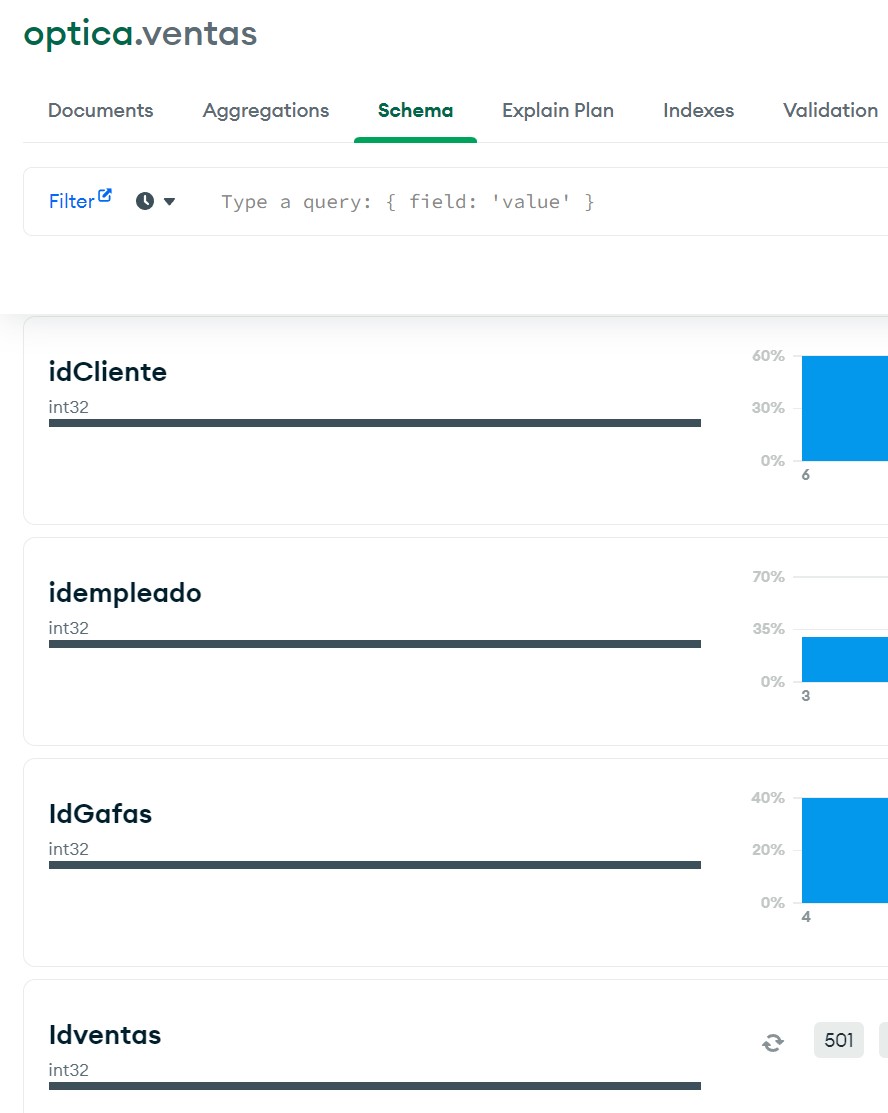 optica.ventas
Documents Aggregations Schema Explain Plan Indexes Validation
Filter Type a query: { field: 'value' }
idCliente
int32
60%
30%
0%
6
idempleado
int32
70%
35%
0%
3
IdGafas
int32
40%
20%
0%
4
Idventas
int32
501